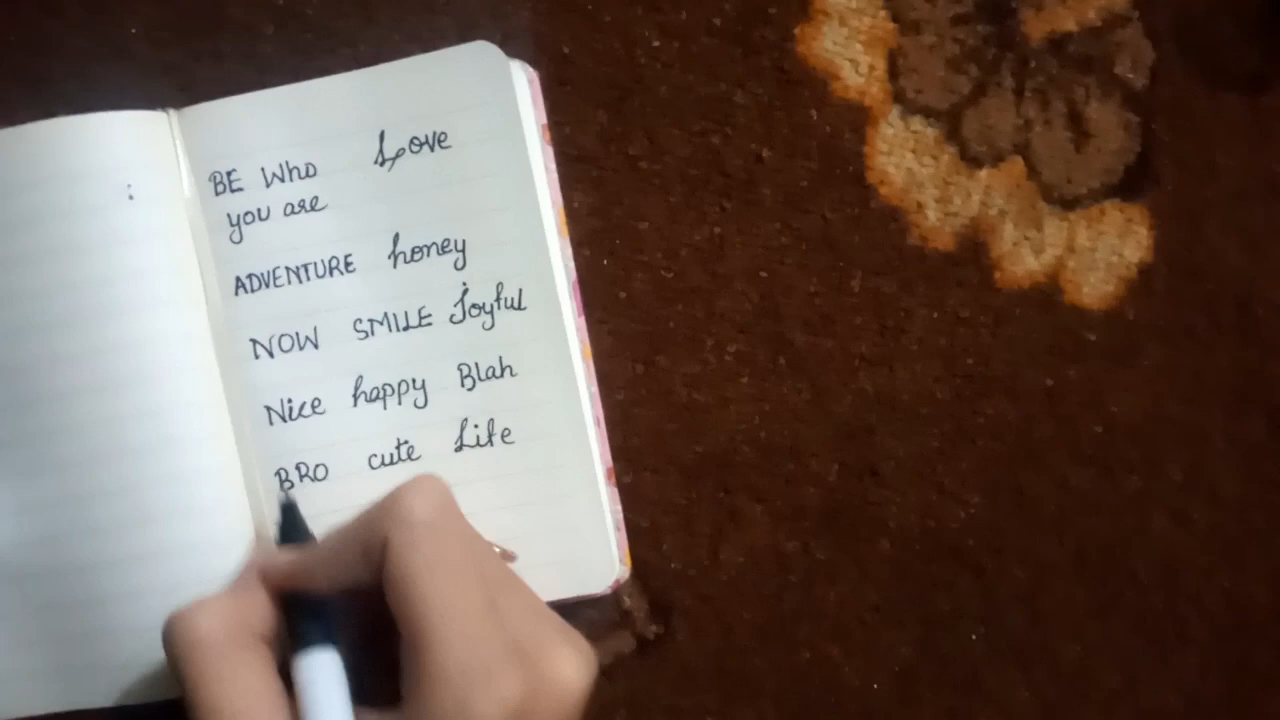 BE Who Love
you are
ADVENTURE honey
NOW SMILE Joyful
Nice happy Blah
BRO cute Life